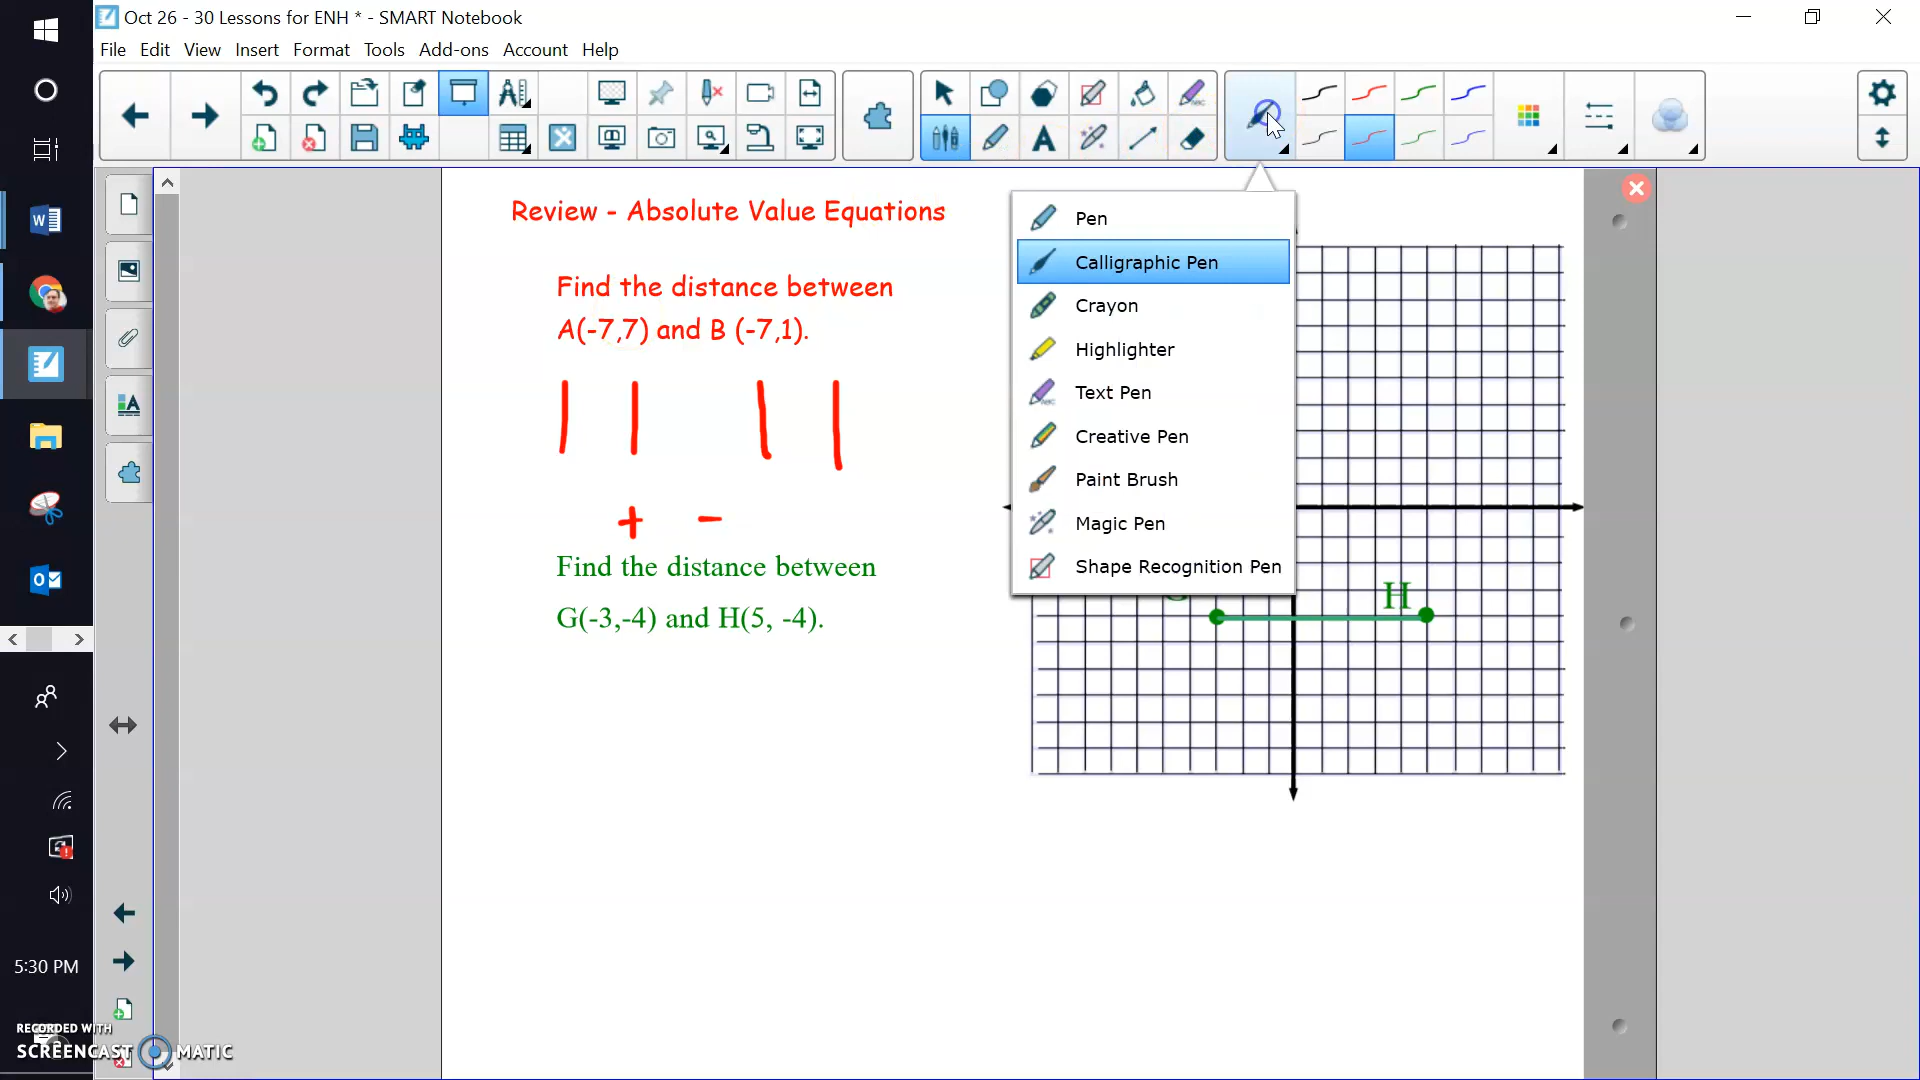 Oct 26 - 30 Lessons for ENH * - SMART Notebook
File Edit View Insert Format Tools Add-ons Account Help
Review - Absolute Value Equations
Find the distance between
A(-7,7) and B (-7,1).
| | | |
+ -
Find the distance between
G(-3,-4) and H(5, -4).
Pen
Calligraphic Pen
Crayon
Highlighter
Text Pen
Creative Pen
Paint Brush
Magic Pen
Shape Recognition Pen
H
5:30 PM
RECORDED WITH
SCREENCAST MATIC